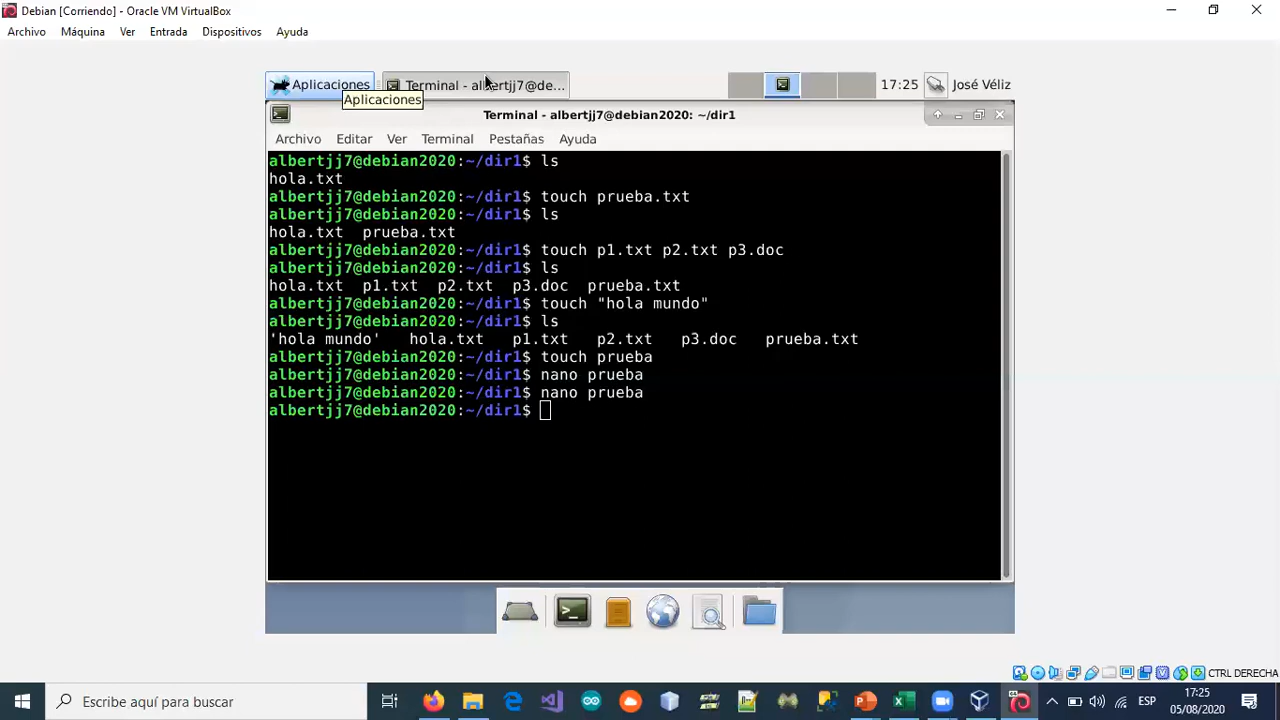 Debian [Corriendo] - Oracle VM VirtualBox
Archivo Máquina Ver Entrada Dispositivos Ayuda
Aplicaciones Terminal - albertjj7@de... 17:25 José Véliz
Aplicaciones
Terminal - albertjj7@debian2020: ~/dir1
Archivo Editar Ver Terminal Pestañas Ayuda
albertjj7@debian2020:~/dir1$ ls
hola.txt
albertjj7@debian2020:~/dir1$ touch prueba.txt
albertjj7@debian2020:~/dir1$ ls
hola.txt prueba.txt
albertjj7@debian2020:~/dir1$ touch p1.txt p2.txt p3.doc
albertjj7@debian2020:~/dir1$ ls
hola.txt p1.txt p2.txt p3.doc prueba.txt
albertjj7@debian2020:~/dir1$ touch "hola mundo"
albertjj7@debian2020:~/dir1$ ls
'hola mundo' hola.txt p1.txt p2.txt p3.doc prueba.txt
albertjj7@debian2020:~/dir1$ touch prueba
albertjj7@debian2020:~/dir1$ nano prueba
albertjj7@debian2020:~/dir1$ nano prueba
albertjj7@debian2020:~/dir1$
CTRL DERECHA
Escribe aquí para buscar
ESP
17:25
05/08/2020